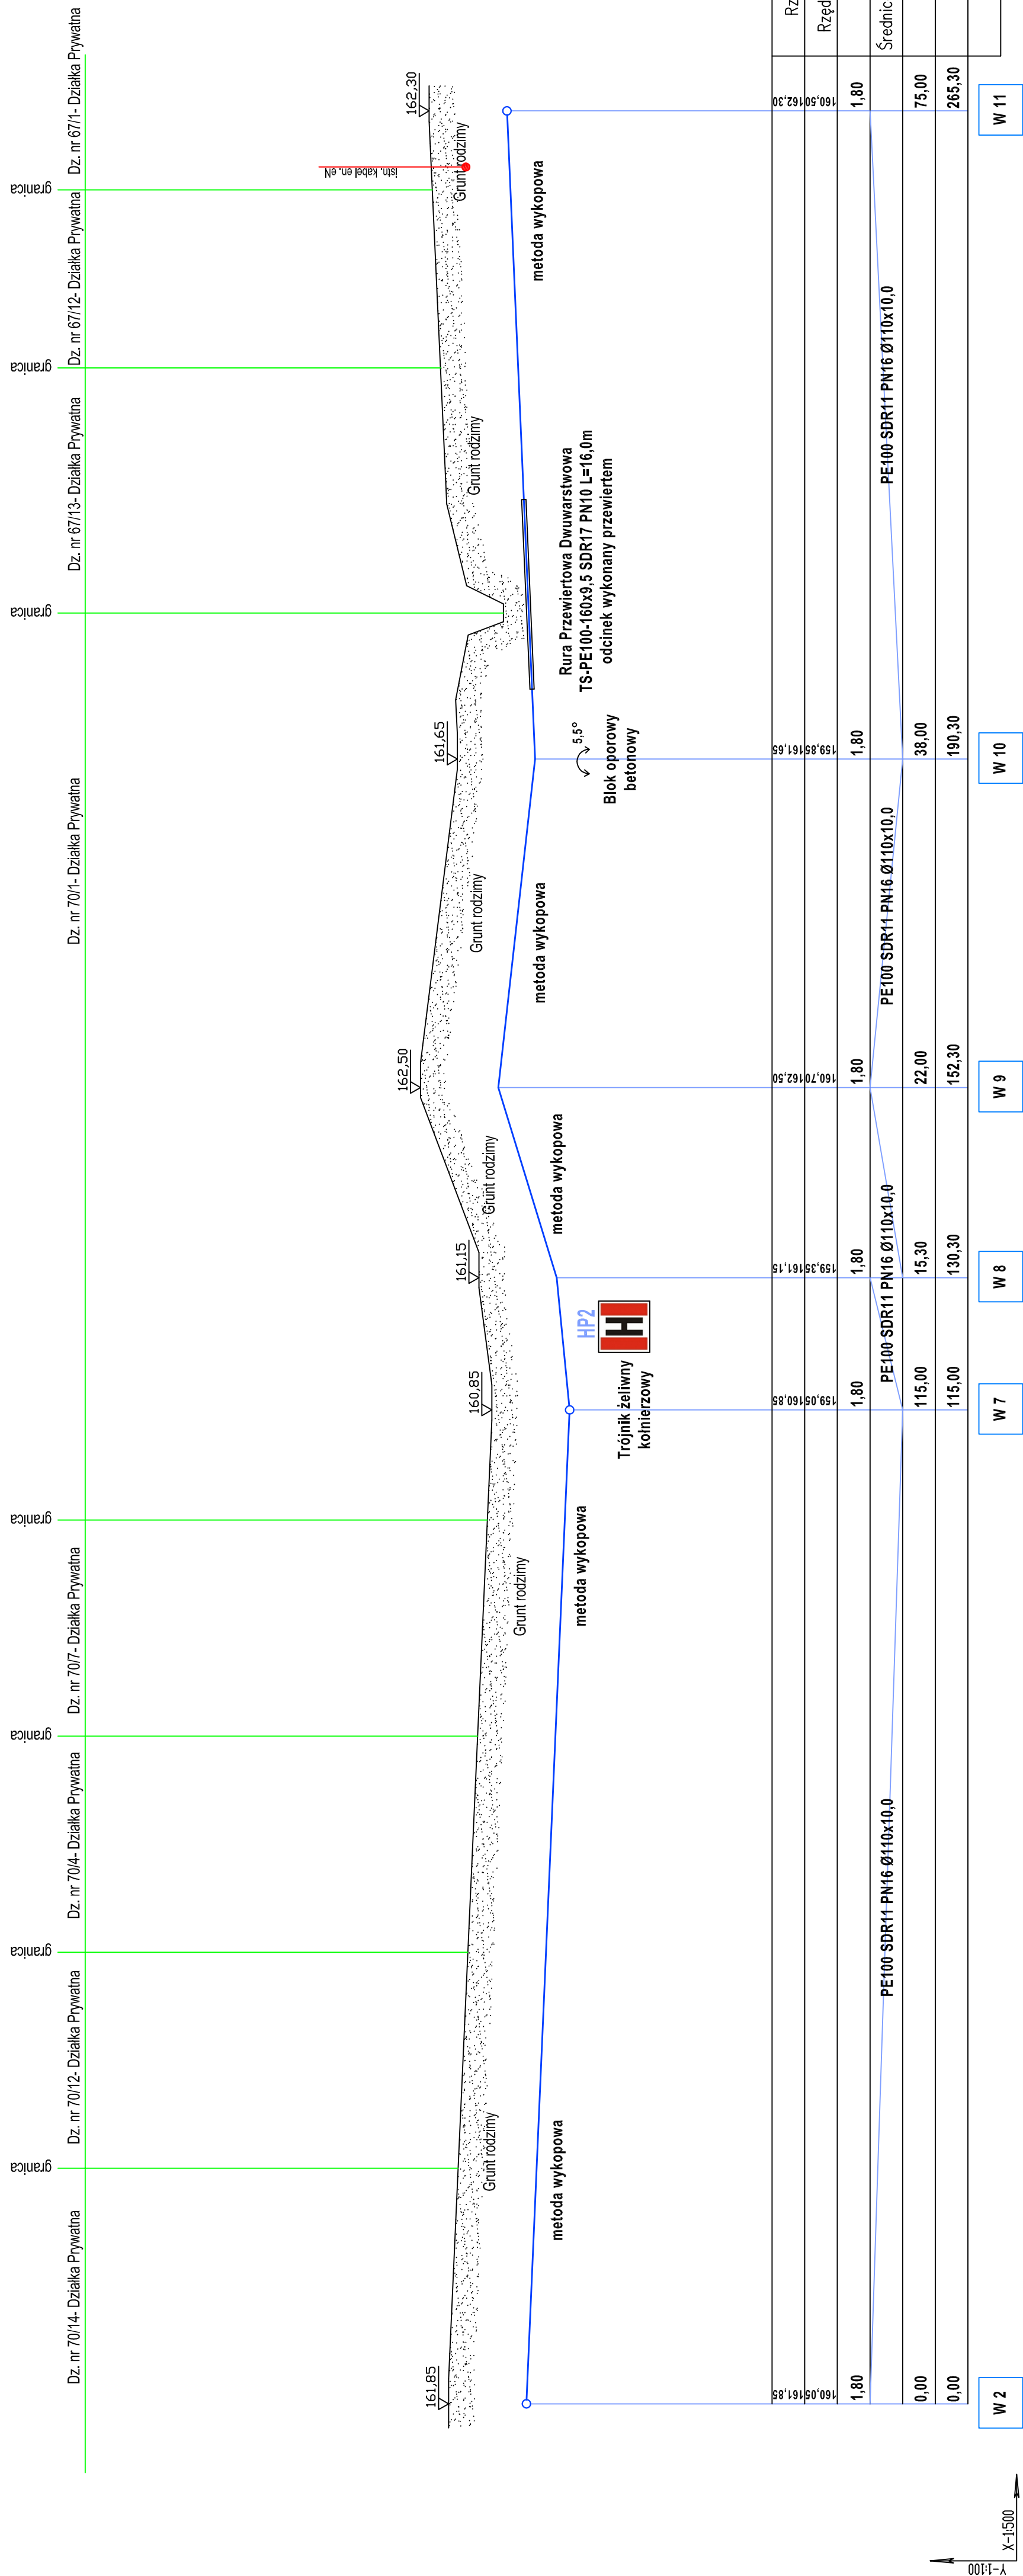 granica
granica
granica
granica
granica
granica
granica
Dz. nr 70/14- Działka Prywatna
Dz. nr 70/12- Działka Prywatna
Dz. nr 70/4- Działka Prywatna
Dz. nr 70/7- Działka Prywatna
Dz. nr 70/1- Działka Prywatna
Dz. nr 67/13- Działka Prywatna
Dz. nr 67/12- Działka Prywatna
Dz. nr 67/1- Działka Prywatna
istn. kabel en. eN
161,85
160,85
161,15
162,50
161,65
162,30
Grunt rodzimy
Grunt rodzimy
Grunt rodzimy
Grunt rodzimy
Grunt rodzimy
Grunt rodzimy
metoda wykopowa
metoda wykopowa
metoda wykopowa
metoda wykopowa
metoda wykopowa
HP2
H
Trójnik żeliwny
kołnierzowy
5,5°
Blok oporowy
betonowy
Rura Przewiertowa Dwuwarstwowa
TS-PE100-160x9,5 SDR17 PN10 L=16,0m
odcinek wykonany przewiertem
161,85 160,85 161,15 162,50 161,65 162,30
160,05 159,05 159,35 160,70 159,85 160,50
1,80 1,80 1,80 1,80 1,80 1,80
Średnic
PE100 SDR11 PN16 Ø110x10,0
PE100 SDR11 PN16 Ø110x10,0
PE100 SDR11 PN16 Ø110x10,0
PE100 SDR11 PN16 Ø110x10,0
0,00 115,00 15,30 22,00 38,00 75,00
0,00 115,00 130,30 152,30 190,30 265,30
W 2 W 7 W 8 W 9 W 10 W 11
Y-1:100
X-1:500